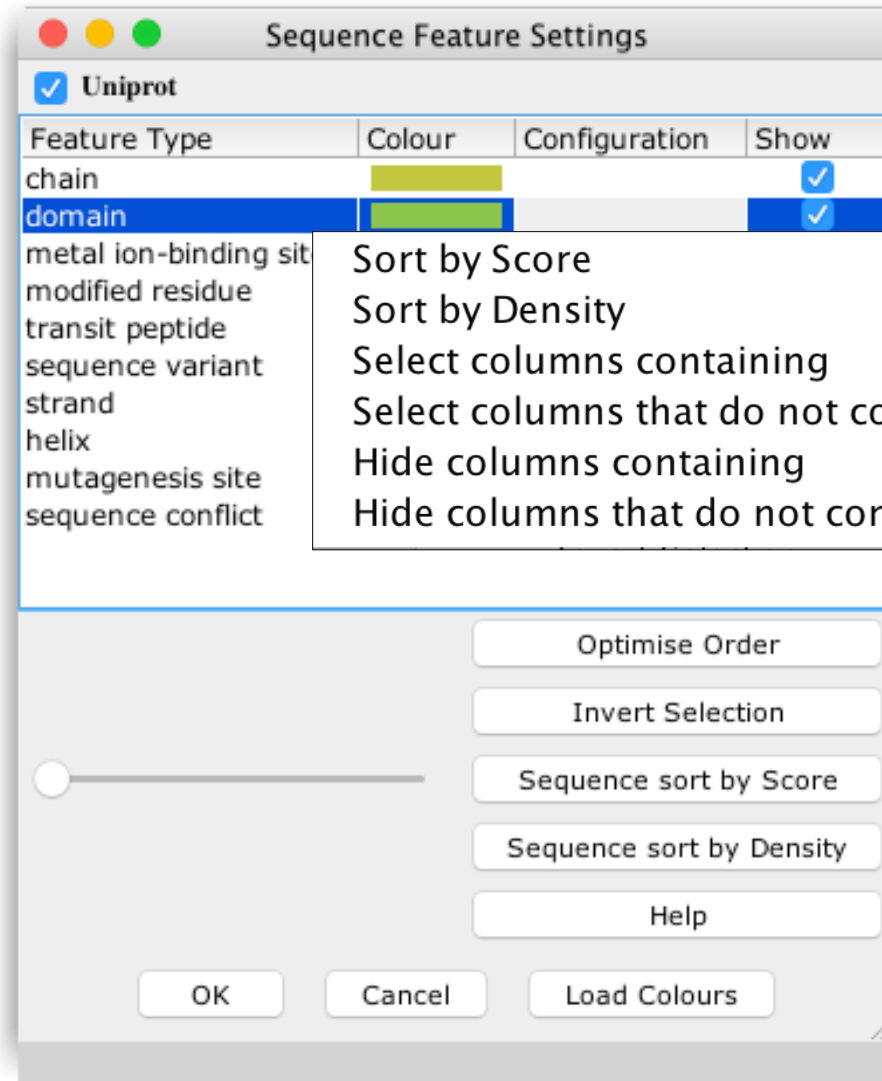 Sequence Feature Settings
Uniprot
Feature Type Colour Configuration Show
chain
domain
metal ion-binding sit
modified residue
transit peptide
sequence variant
strand
helix
mutagenesis site
sequence conflict
Sort by Score
Sort by Density
Select columns containing
Select columns that do not co
Hide columns containing
Hide columns that do not con
Optimise Order
Invert Selection
Sequence sort by Score
Sequence sort by Density
Help
OK Cancel Load Colours